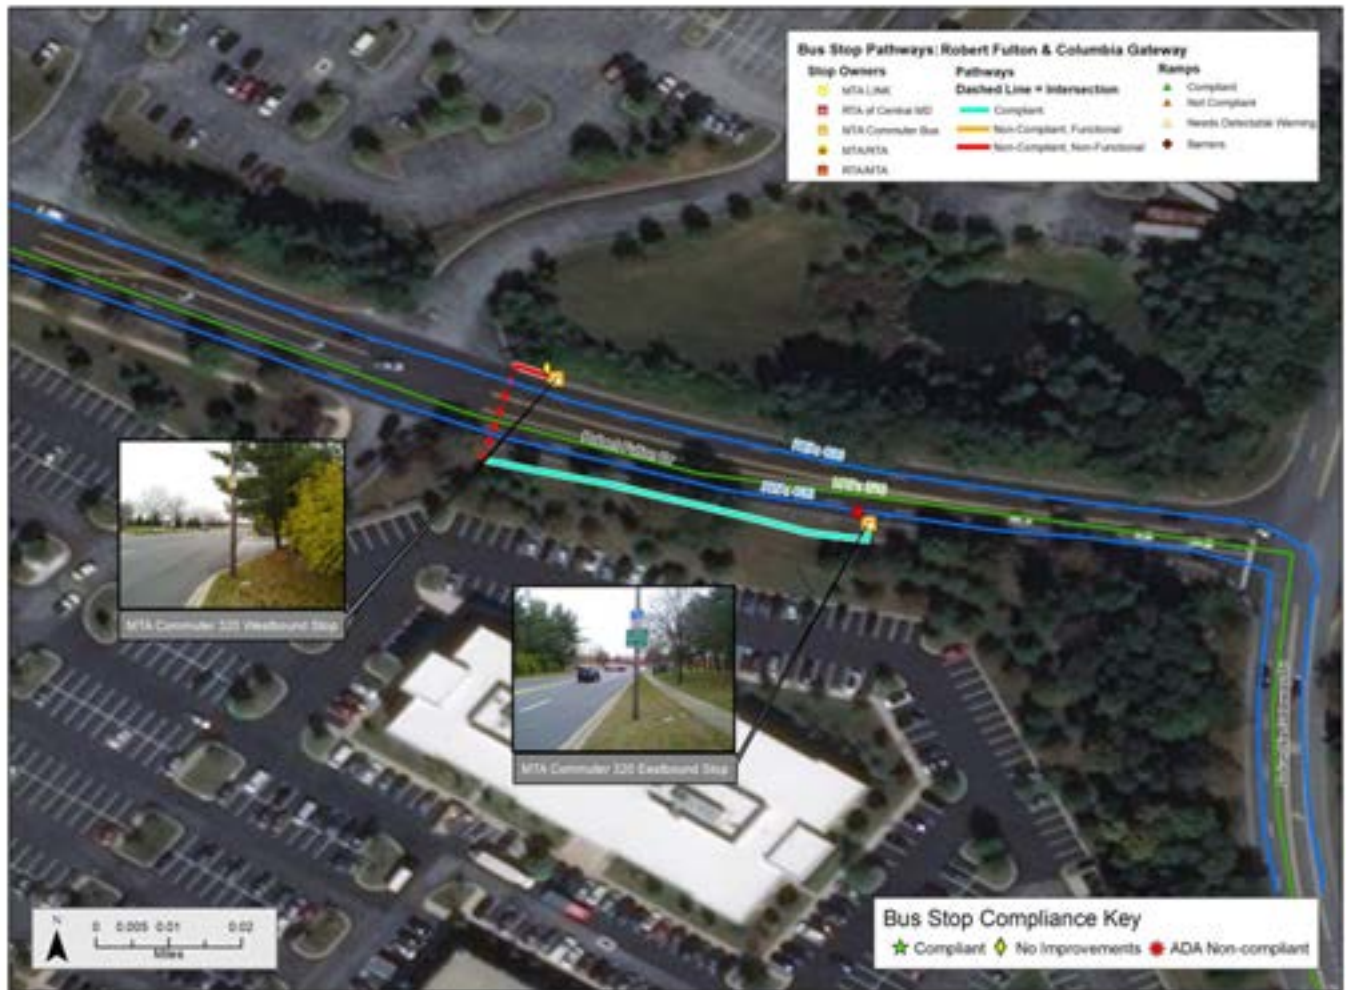 Bus Stop Pathways: Robert Fulton & Columbia Gateway
Stop Owners
MTA LINK
RTA of Central MD
MTA Commuter Bus
MTA/RTA
RTA/MTA
Pathways
Dashed Line = Intersection
Compliant
Non-Compliant, Functional
Non-Compliant, Non-Functional
Ramps
Compliant
Not Compliant
Needs Detectable Warning
Barriers
MTA Commuter 320 Westbound Stop
MTA Commuter 320 Eastbound Stop
N
0 0.005 0.01 0.02
Miles
Bus Stop Compliance Key
Compliant No Improvements ADA Non-compliant